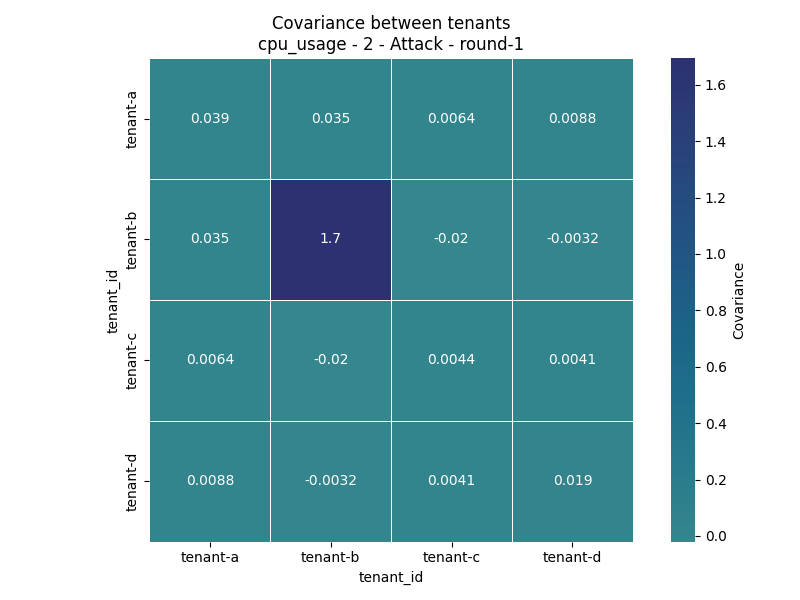 Covariance between tenants
cpu_usage - 2 - Attack - round-1
tenant-a
0.039 0.035 0.0064 0.0088
tenant-b
0.035 1.7 -0.02 -0.0032
tenant-c
0.0064 -0.02 0.0044 0.0041
tenant-d
0.0088 -0.0032 0.0041 0.019
tenant_id
tenant-a tenant-b tenant-c tenant-d
tenant_id
1.6
1.4
1.2
1.0
0.8
0.6
0.4
0.2
0.0
Covariance